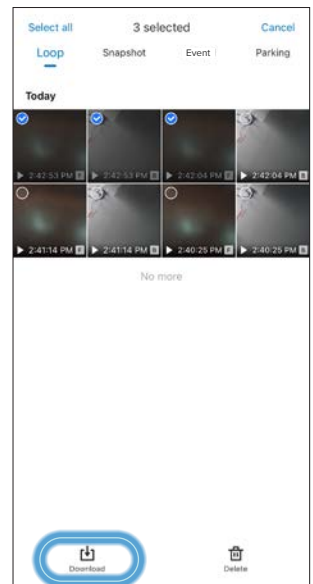 Select all 3 selected Cancel
Loop Snapshot Event Parking
Today
2:42:53 PM F 2:42:53 PM B 2:42:04 PM F 2:42:04 PM B
2:41:14 PM F 2:41:14 PM B 2:40:25 PM F 2:40:25 PM B
No more
Download Delete